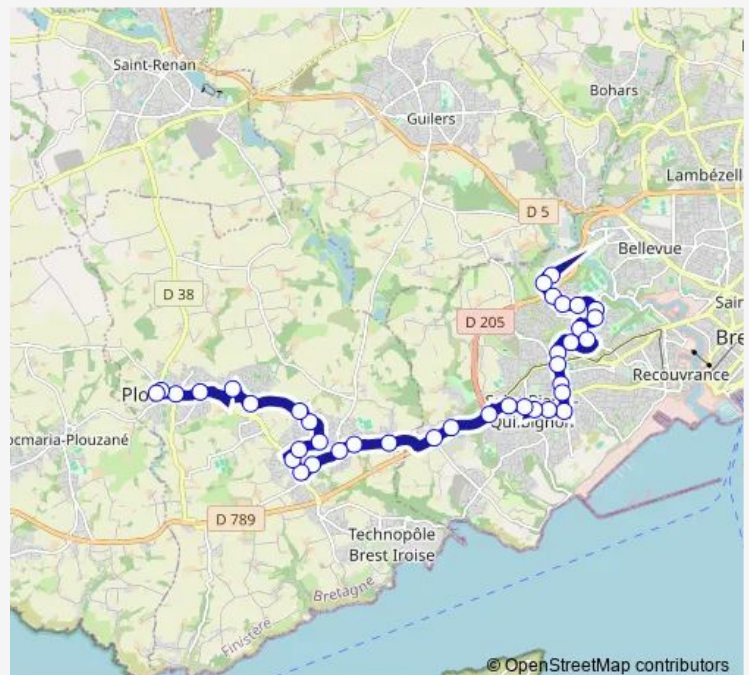 Saint-Renan
Bohars
Guilers
Lambézell
D 5
Bellevue
D 38
Sain
D 205
Bre
Recouvrance
Plo
Quilbignon
ocmaria-Plouzané
D 789
Technopôle
Brest Iroise
Bretagne
Finistère
© OpenStreetMap contributors